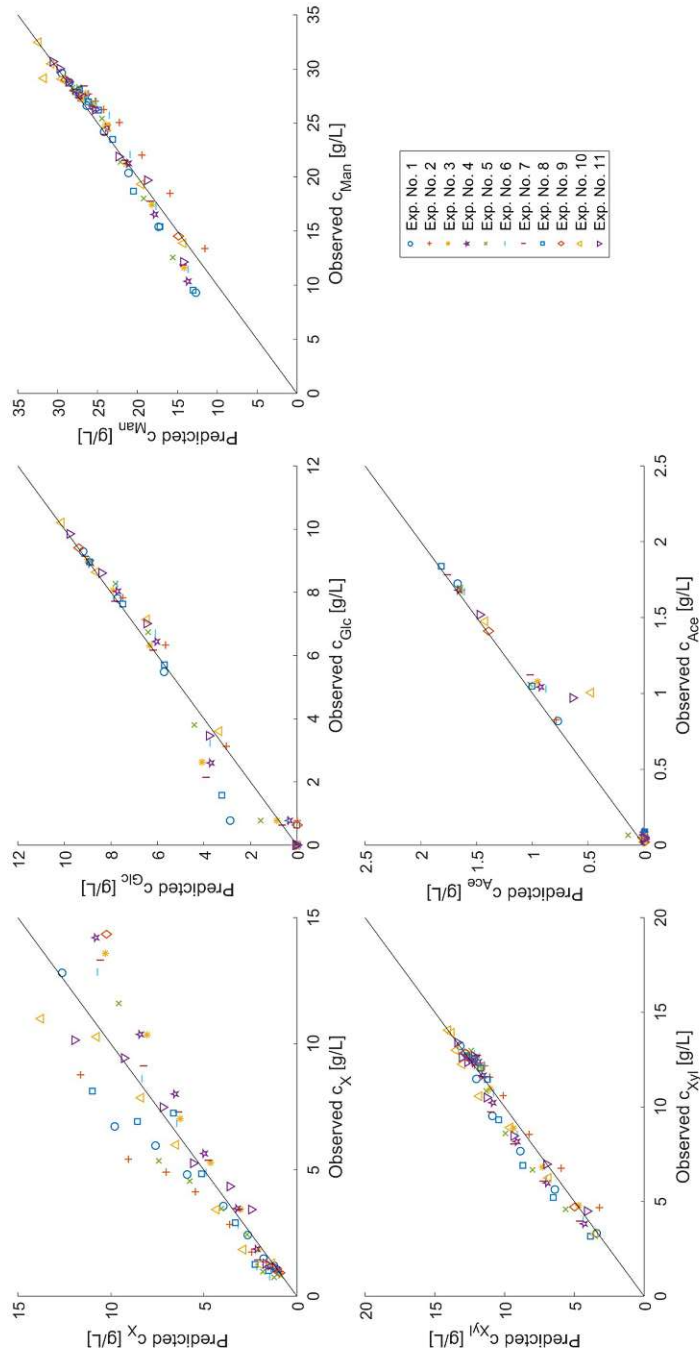 Predicted c_X [g/L]
15
10
5
0
0 5 10 15
Observed c_X [g/L]
Predicted c_Glc [g/L]
12
10
8
6
4
2
0
0 2 4 6 8 10 12
Observed c_Glc [g/L]
Predicted c_Man [g/L]
35
30
25
20
15
10
5
0
0 5 10 15 20 25 30 35
Observed c_Man [g/L]
Predicted c_Xyl [g/L]
20
15
10
5
0
0 5 10 15 20
Observed c_Xyl [g/L]
Predicted c_Ace [g/L]
2.5
2
1.5
1
0.5
0
0 0.5 1 1.5 2 2.5
Observed c_Ace [g/L]
Exp. No. 1
Exp. No. 2
Exp. No. 3
Exp. No. 4
Exp. No. 5
Exp. No. 6
Exp. No. 7
Exp. No. 8
Exp. No. 9
Exp. No. 10
Exp. No. 11